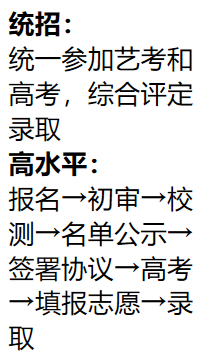 统招：
统一参加艺考和
高考，综合评定
录取
高水平：
报名→初审→校
测→名单公示→
签署协议→高考
→填报志愿→录
取